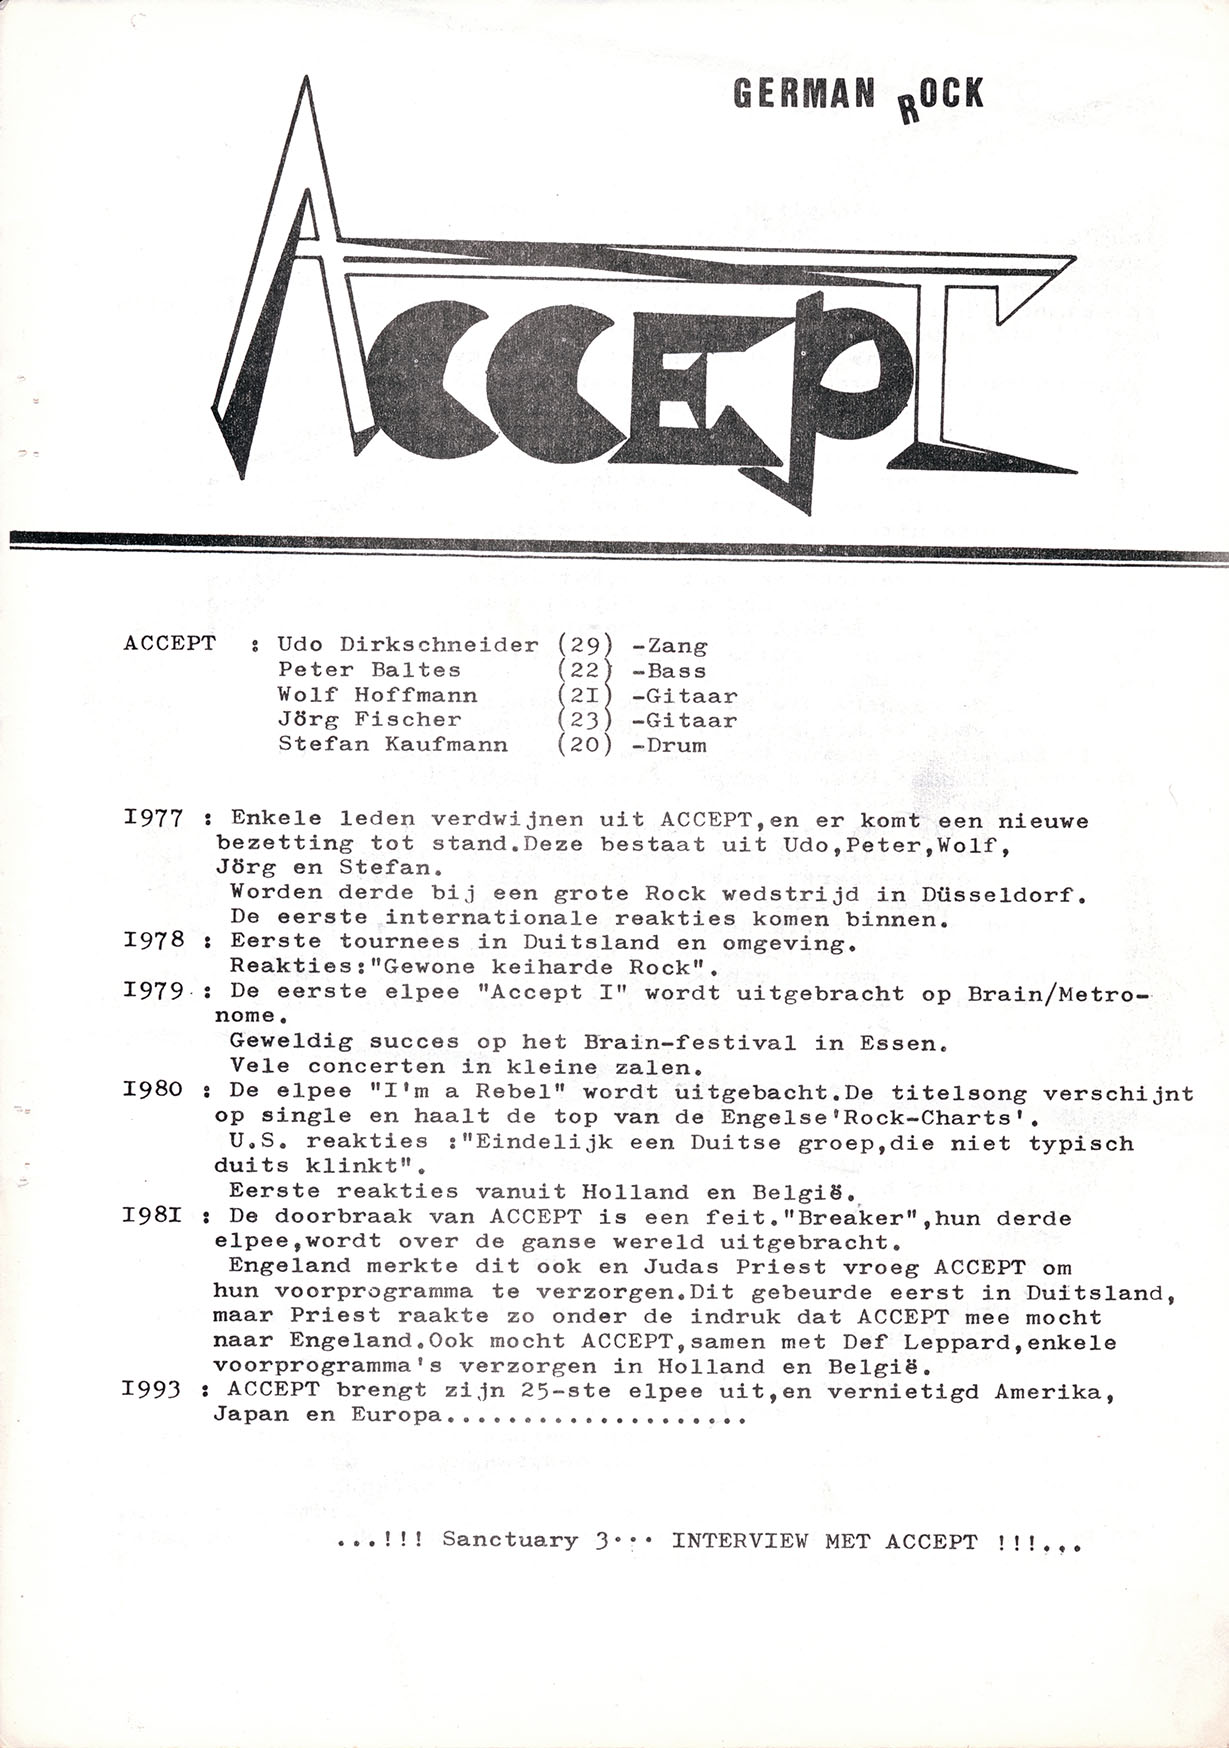 GERMAN ROCK
ACCEPT
ACCEPT : Udo Dirkschneider (29) -Zang
Peter Baltes (22) -Bass
Wolf Hoffmann (2I) -Gitaar
Jörg Fischer (23) -Gitaar
Stefan Kaufmann (20) -Drum
I977 : Enkele leden verdwijnen uit ACCEPT,en er komt een nieuwe
bezetting tot stand.Deze bestaat uit Udo,Peter,Wolf,
Jörg en Stefan.
Worden derde bij een grote Rock wedstrijd in Düsseldorf.
De eerste internationale reakties komen binnen.
I978 : Eerste tournees in Duitsland en omgeving.
Reakties:"Gewone keiharde Rock".
I979 : De eerste elpee "Accept I" wordt uitgebracht op Brain/Metro-
nome.
Geweldig succes op het Brain-festival in Essen.
Vele concerten in kleine zalen.
I980 : De elpee "I'm a Rebel" wordt uitgebacht.De titelsong verschijnt
op single en haalt de top van de Engelse'Rock-Charts'.
U.S. reakties :"Eindelijk een Duitse groep,die niet typisch
duits klinkt".
Eerste reakties vanuit Holland en België.
I98I : De doorbraak van ACCEPT is een feit."Breaker",hun derde
elpee,wordt over de ganse wereld uitgebracht.
Engeland merkte dit ook en Judas Priest vroeg ACCEPT om
hun voorprogramma te verzorgen.Dit gebeurde eerst in Duitsland,
maar Priest raakte zo onder de indruk dat ACCEPT mee mocht
naar Engeland.Ook mocht ACCEPT,samen met Def Leppard,enkele
voorprogramma's verzorgen in Holland en België.
I993 : ACCEPT brengt zijn 25-ste elpee uit,en vernietigd Amerika,
Japan en Europa....................
...!!! Sanctuary 3... INTERVIEW MET ACCEPT !!!...